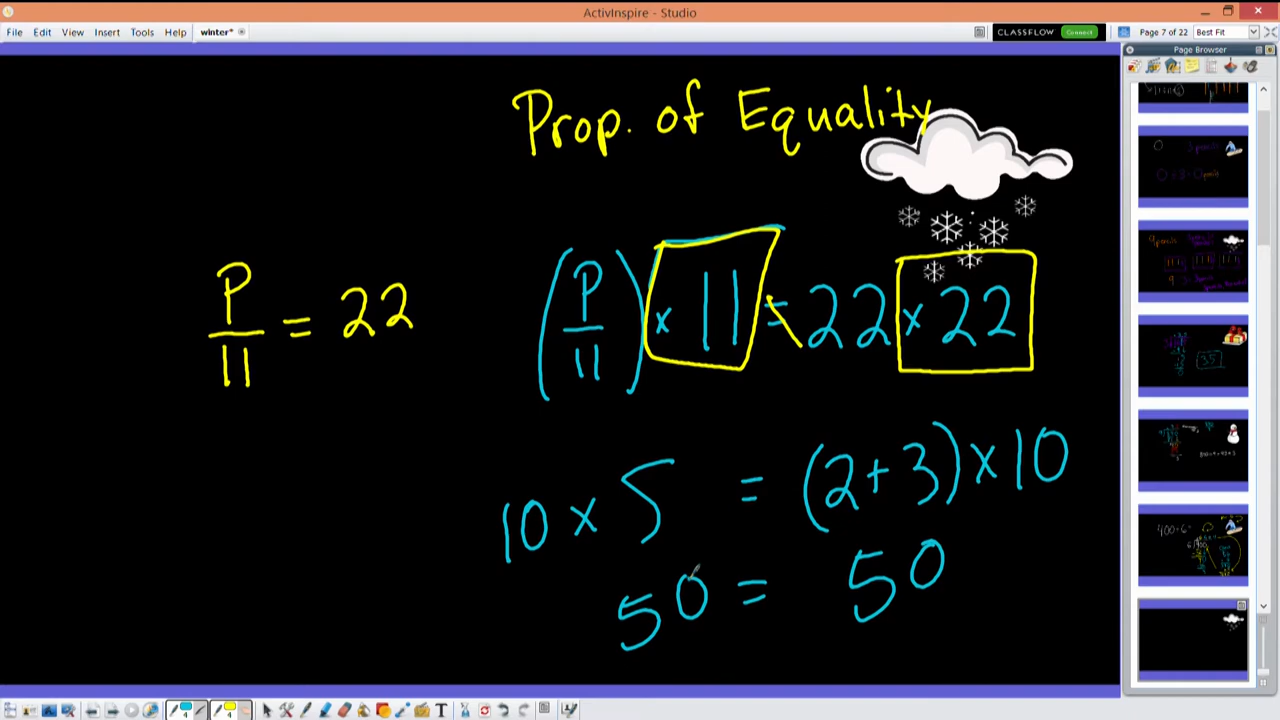 ActivInspire - Studio
File Edit View Insert Tools Help winter*
CLASSFLOW Connect Page 7 of 22 Best Fit
Page Browser
Prop. of Equality
P/11 = 22
(P/11) × 11 = 22 × 22
10 × 5 = (2+3) × 10
50 = 50